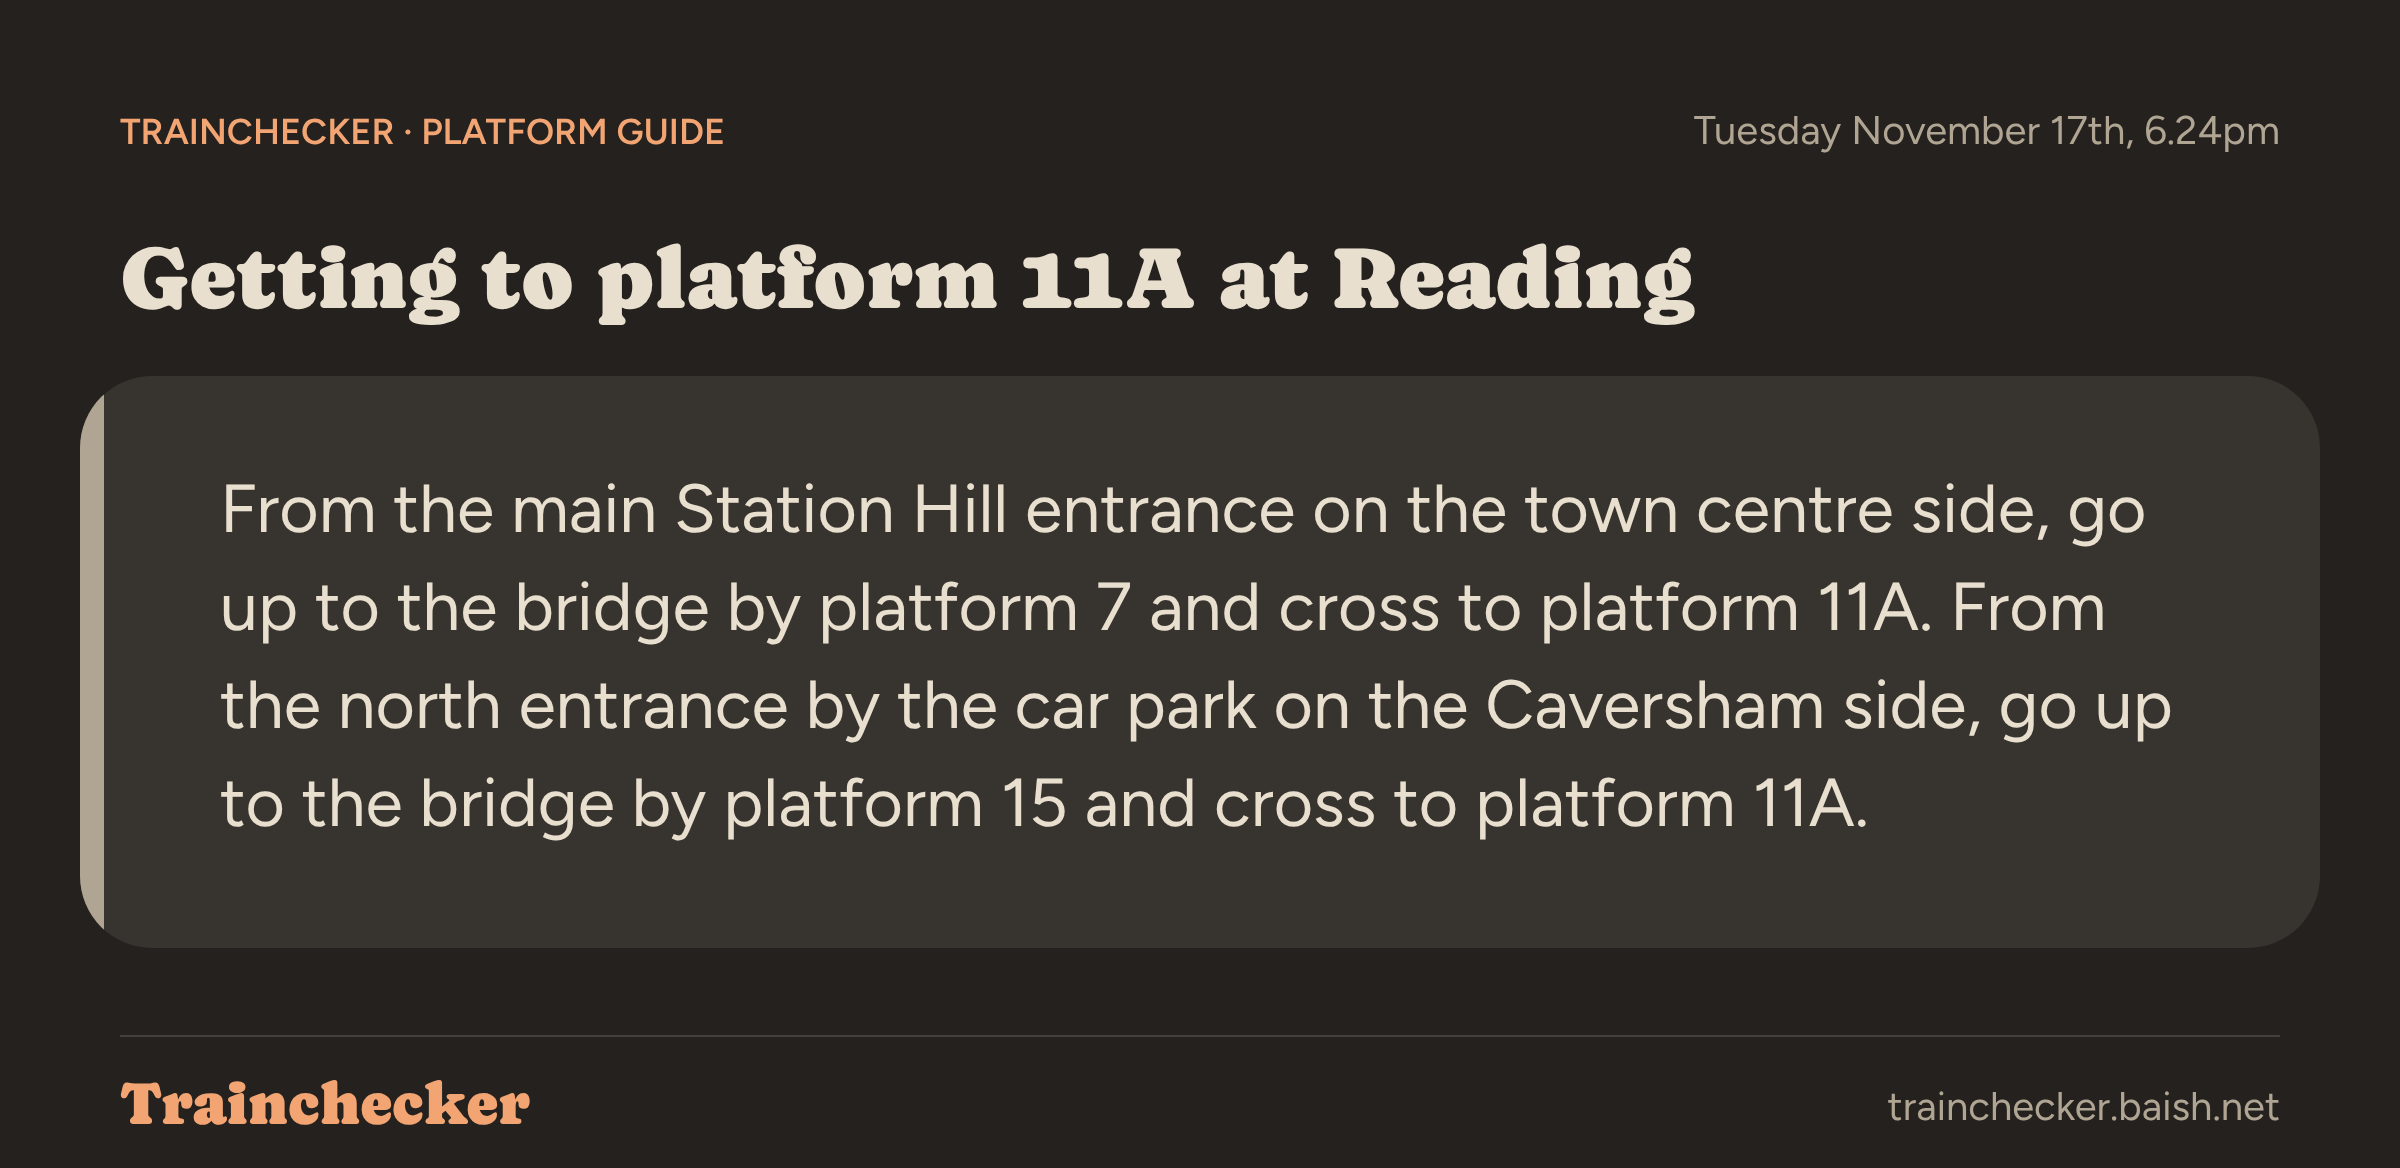 TRAINCHECKER · PLATFORM GUIDE
Tuesday November 17th, 6.24pm
Getting to platform 11A at Reading
From the main Station Hill entrance on the town centre side, go
up to the bridge by platform 7 and cross to platform 11A. From
the north entrance by the car park on the Caversham side, go up
to the bridge by platform 15 and cross to platform 11A.
Trainchecker
trainchecker.baish.net